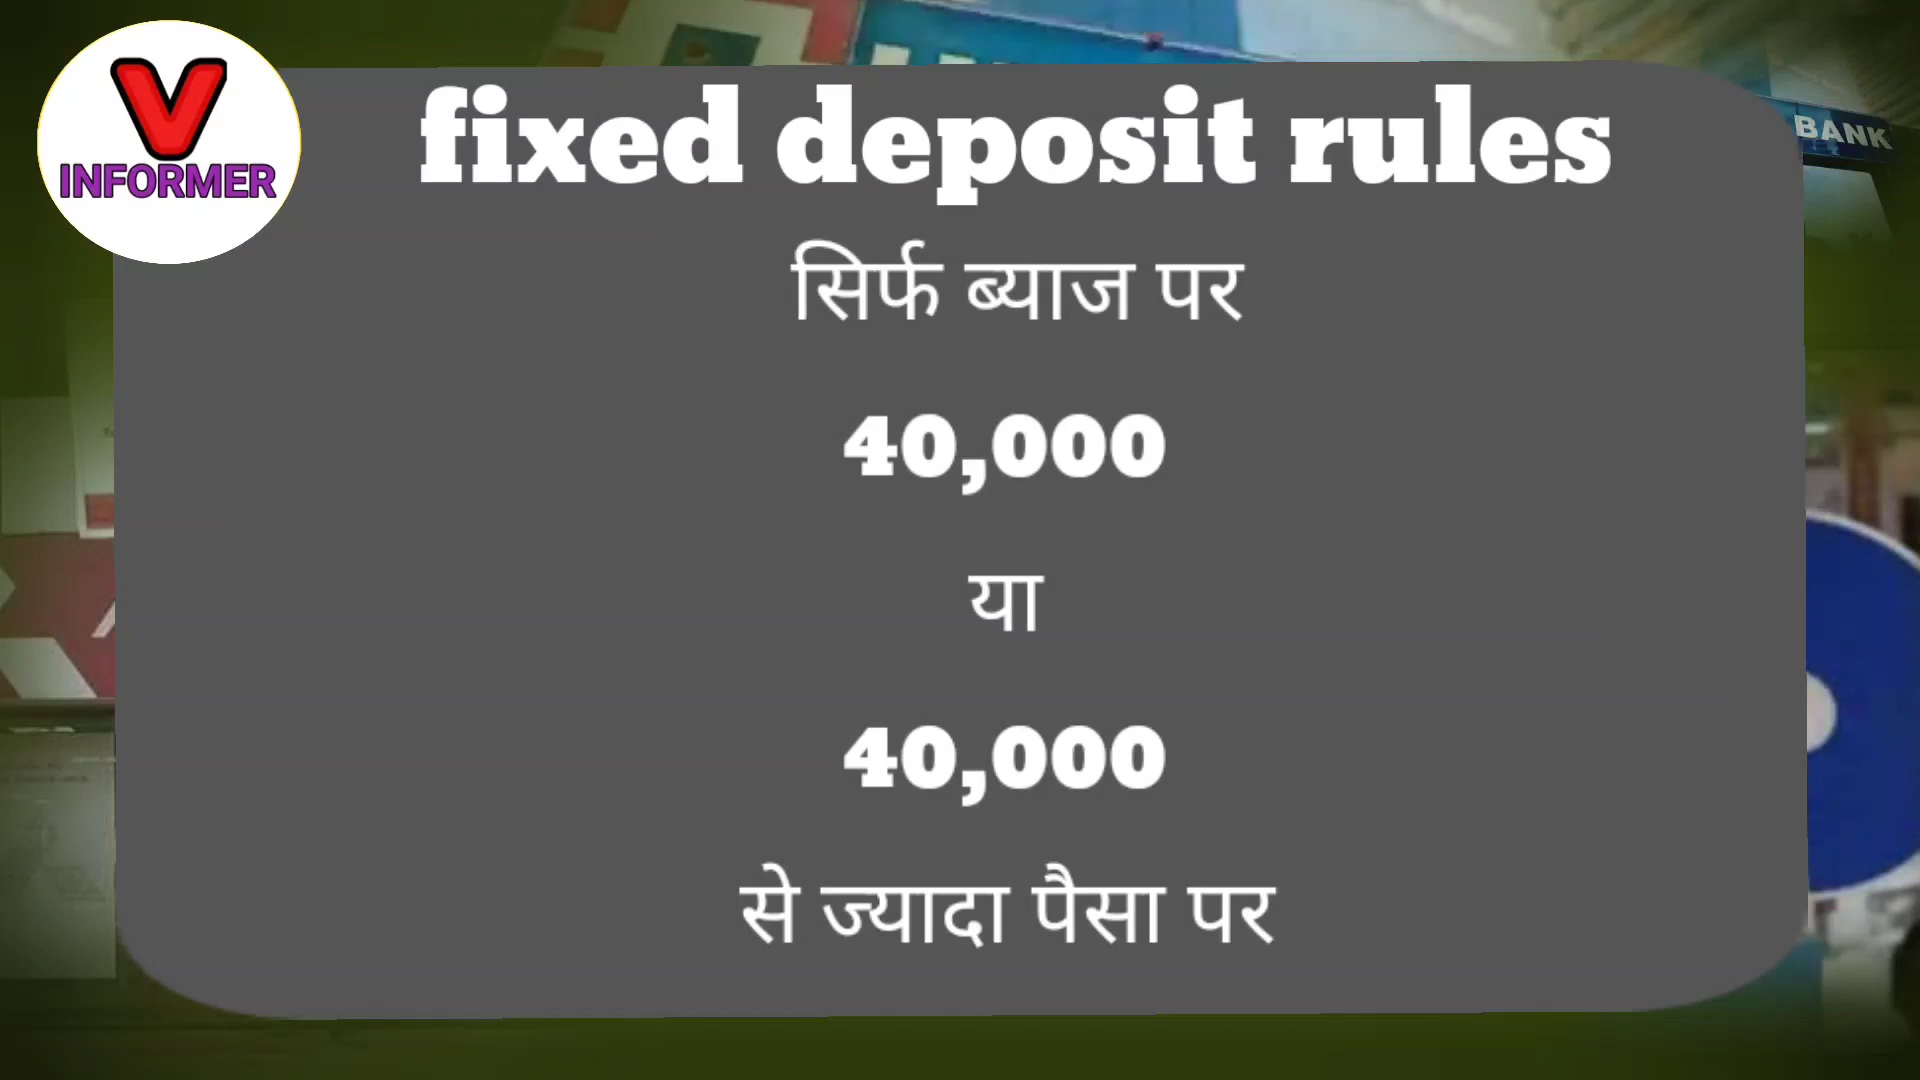 V
INFORMER
fixed deposit rules
BANK
सिर्फ ब्याज पर
40,000
या
40,000
से ज्यादा पैसा पर